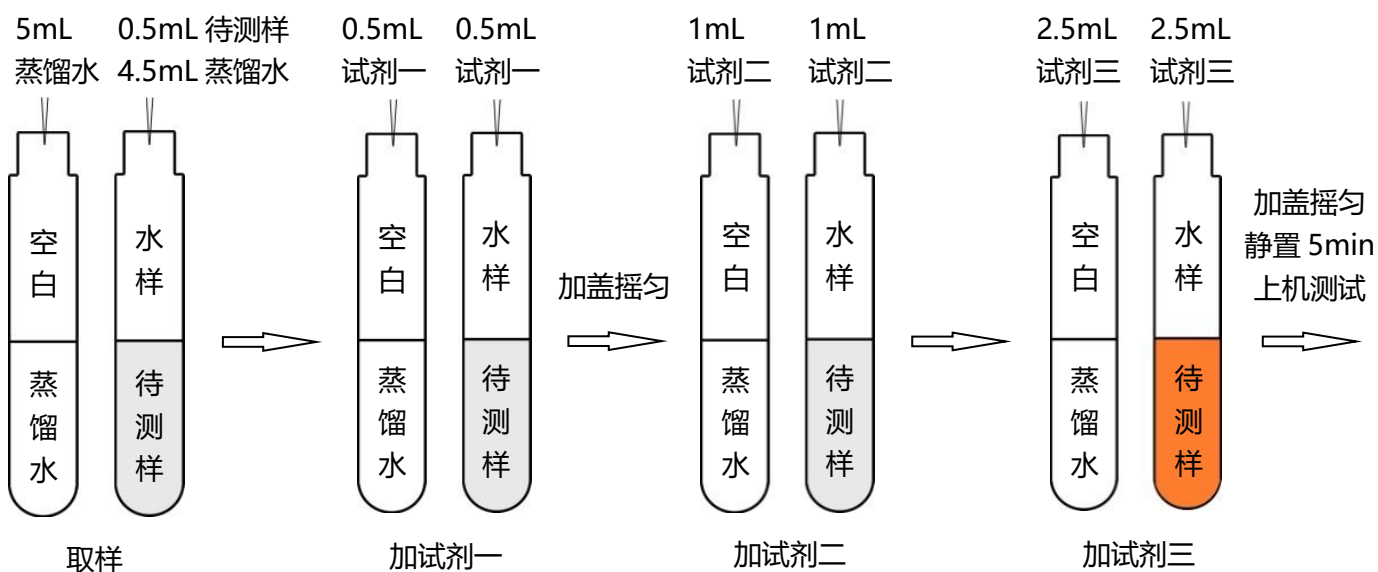 5mL
蒸馏水
0.5mL 待测样
4.5mL 蒸馏水
空白
蒸馏水
水样
待测样
取样
0.5mL
试剂一
0.5mL
试剂一
空白
蒸馏水
水样
待测样
加试剂一
加盖摇匀
1mL
试剂二
1mL
试剂二
空白
蒸馏水
水样
待测样
加试剂二
2.5mL
试剂三
2.5mL
试剂三
空白
蒸馏水
水样
待测样
加试剂三
加盖摇匀
静置 5min
上机测试